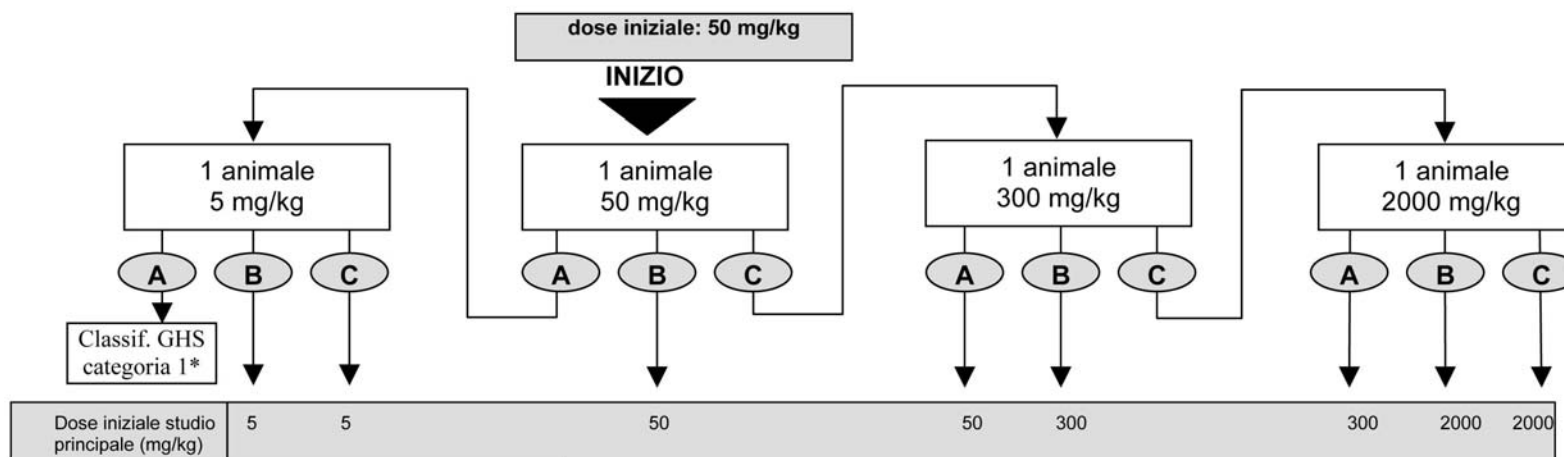 dose iniziale: 50 mg/kg
INIZIO
1 animale
5 mg/kg
1 animale
50 mg/kg
1 animale
300 mg/kg
1 animale
2000 mg/kg
A B C A B C A B C A B C
Classif. GHS
categoria 1*
Dose iniziale studio
principale (mg/kg)
5 5 50 50 300 300 2000 2000